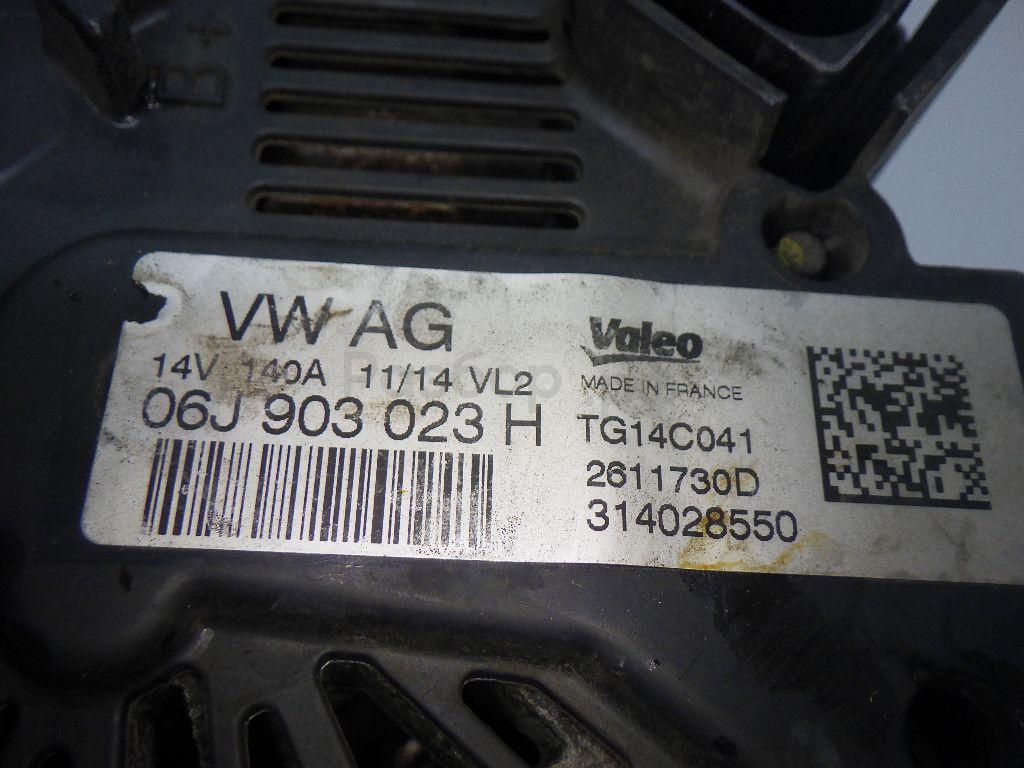 B+
VW AG
14V 140A 11/14 VL2
06J 903 023 H
Valeo
MADE IN FRANCE
TG14C041
2611730D
314028550